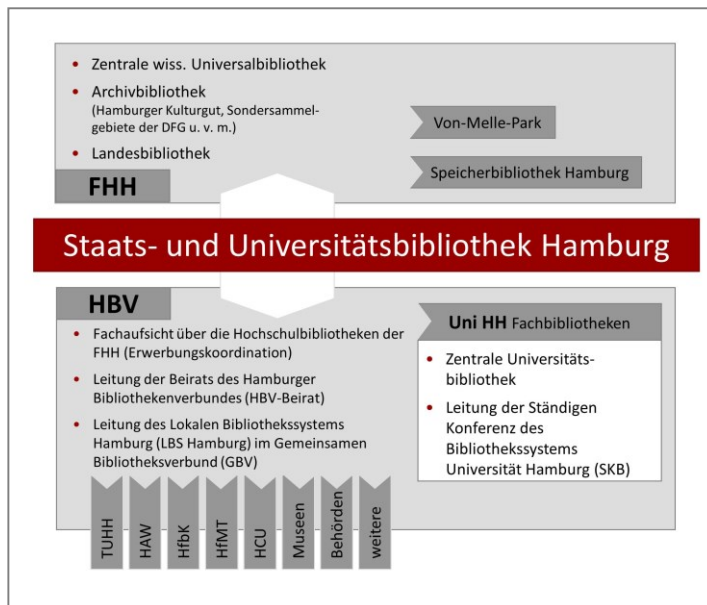 Zentrale wiss. Universalbibliothek
Archivbibliothek
(Hamburger Kulturgut, Sondersammel-
gebiete der DFG u. v. m.)
Landesbibliothek
FHH
Von-Melle-Park
Speicherbibliothek Hamburg
Staats- und Universitätsbibliothek Hamburg
HBV
Fachaufsicht über die Hochschulbibliotheken der
FHH (Erwerbungskoordination)
Leitung der Beirats des Hamburger
Bibliothekenverbundes (HBV-Beirat)
Leitung des Lokalen Bibliothekssystems
Hamburg (LBS Hamburg) im Gemeinsamen
Bibliotheksverbund (GBV)
Uni HH Fachbibliotheken
Zentrale Universitäts-
bibliothek
Leitung der Ständigen
Konferenz des
Bibliothekssystems
Universität Hamburg (SKB)
TUHH
HAW
HfbK
HfMT
HCU
Museen
Behörden
weitere